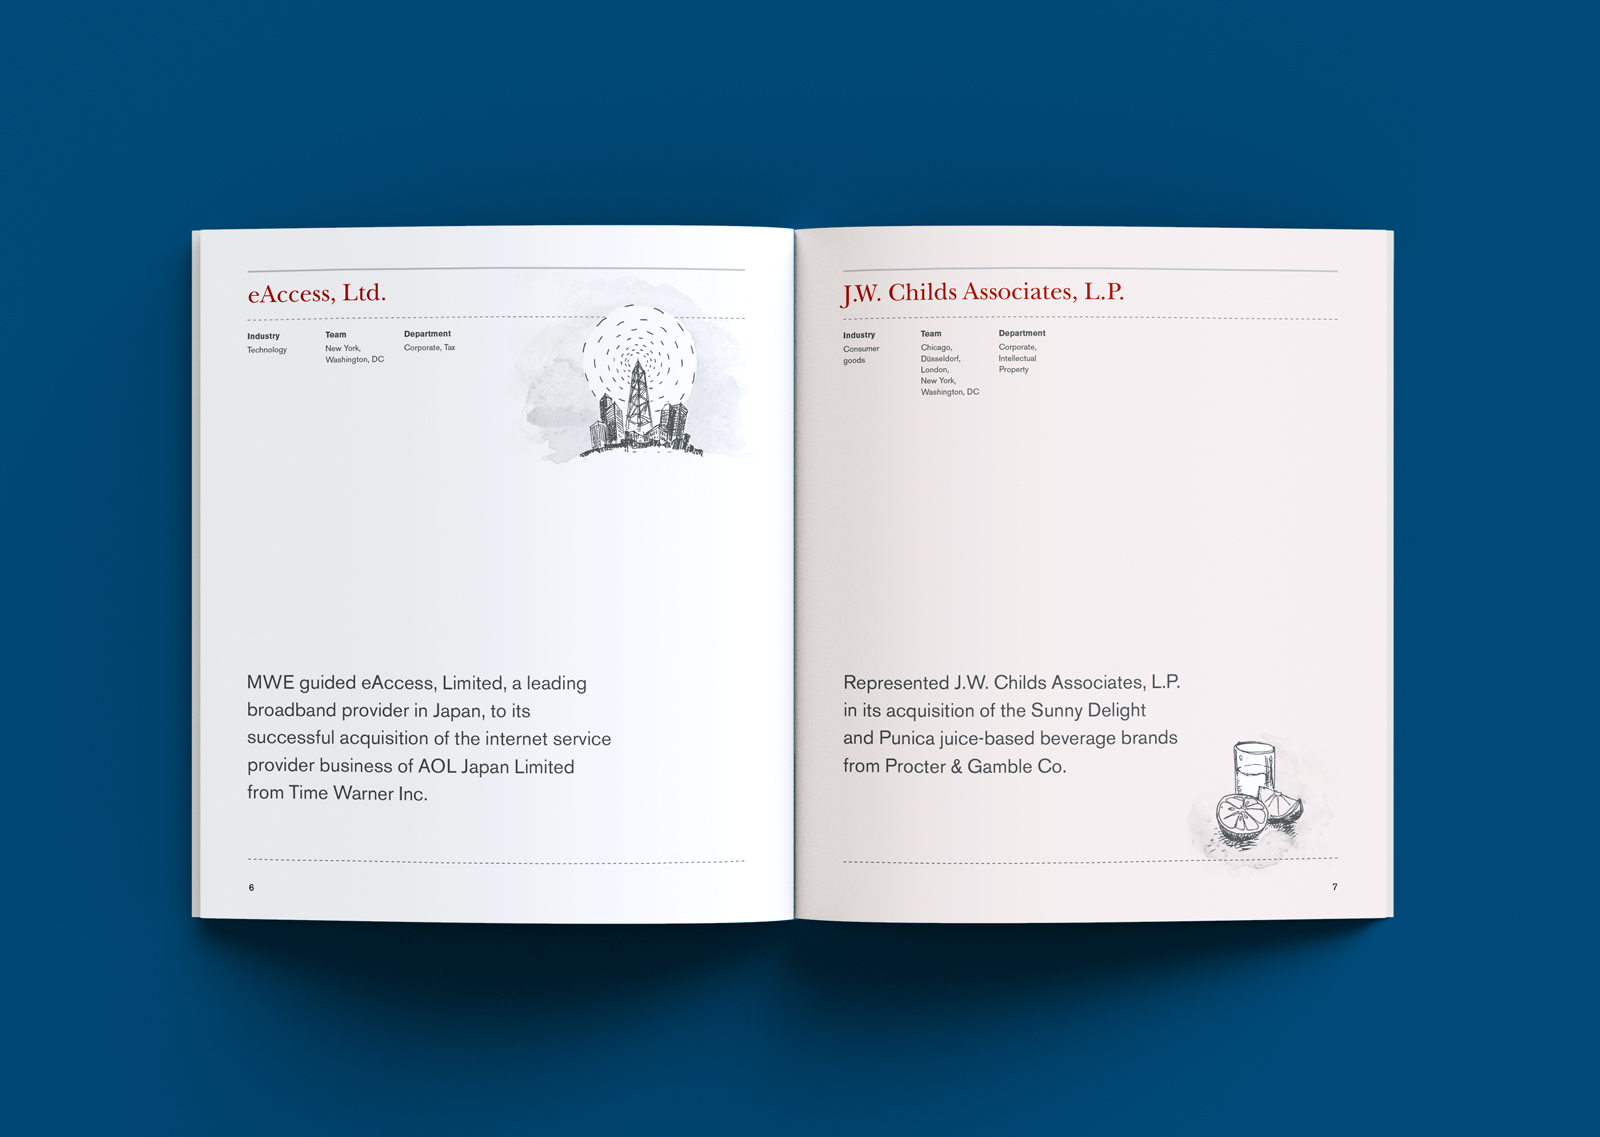 eAccess, Ltd.
Industry
Technology
Team
New York,
Washington, DC
Department
Corporate, Tax
MWE guided eAccess, Limited, a leading
broadband provider in Japan, to its
successful acquisition of the internet service
provider business of AOL Japan Limited
from Time Warner Inc.
6
J.W. Childs Associates, L.P.
Industry
Consumer
goods
Team
Chicago,
Düsseldorf,
London,
New York,
Washington, DC
Department
Corporate,
Intellectual
Property
Represented J.W. Childs Associates, L.P.
in its acquisition of the Sunny Delight
and Punica juice-based beverage brands
from Procter & Gamble Co.
7